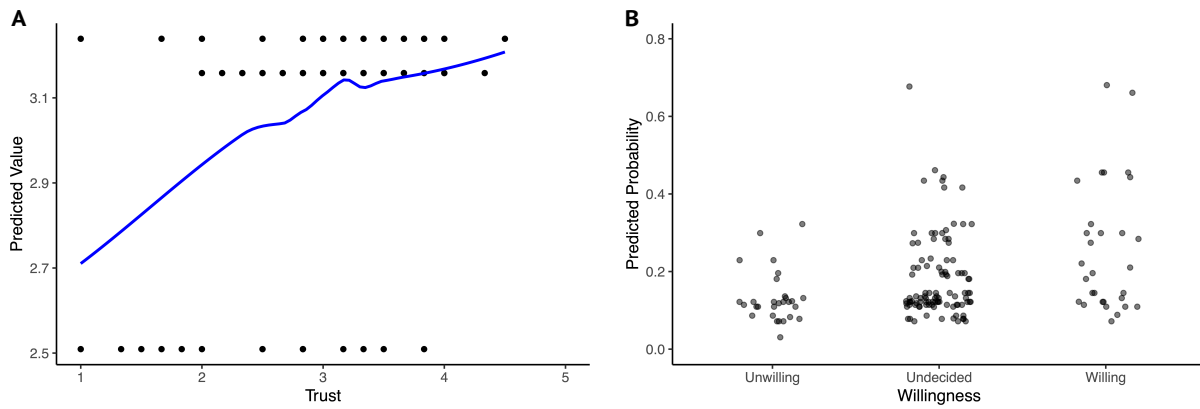 A
Predicted Value
3.1
2.9
2.7
2.5
1 2 3 4 5
Trust
B
Predicted Probability
0.8
0.6
0.4
0.2
0.0
Unwilling Undecided Willing
Willingness